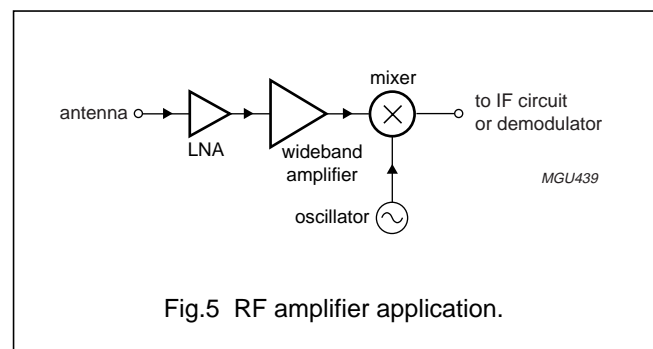 mixer
antenna
to IF circuit
or demodulator
LNA
wideband
amplifier
MGU439
oscillator
Fig.5 RF amplifier application.